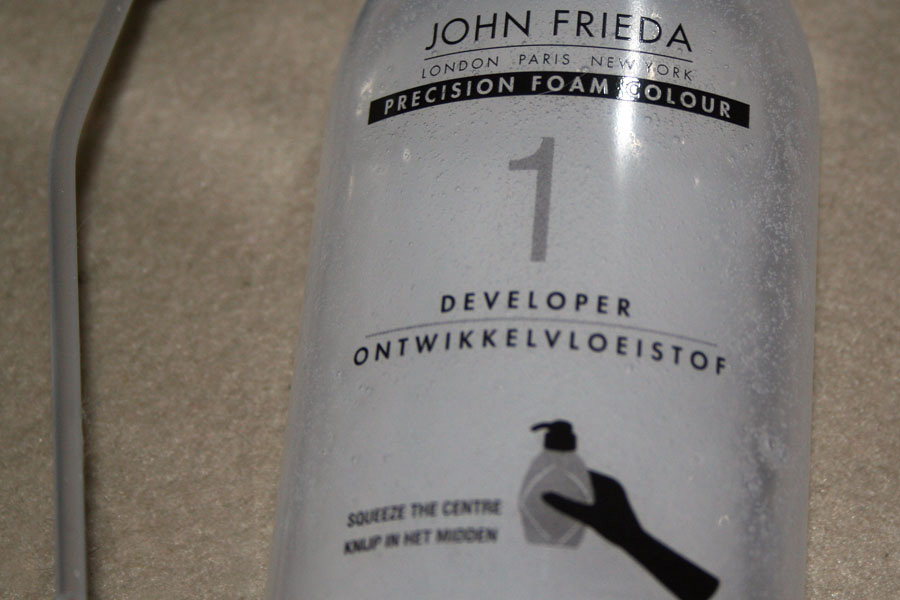 JOHN FRIEDA
LONDON PARIS NEW YORK
PRECISION FOAM COLOUR
1
DEVELOPER
ONTWIKKELVLOEISTOF
SQUEEZE THE CENTRE
KNIJP IN HET MIDDEN